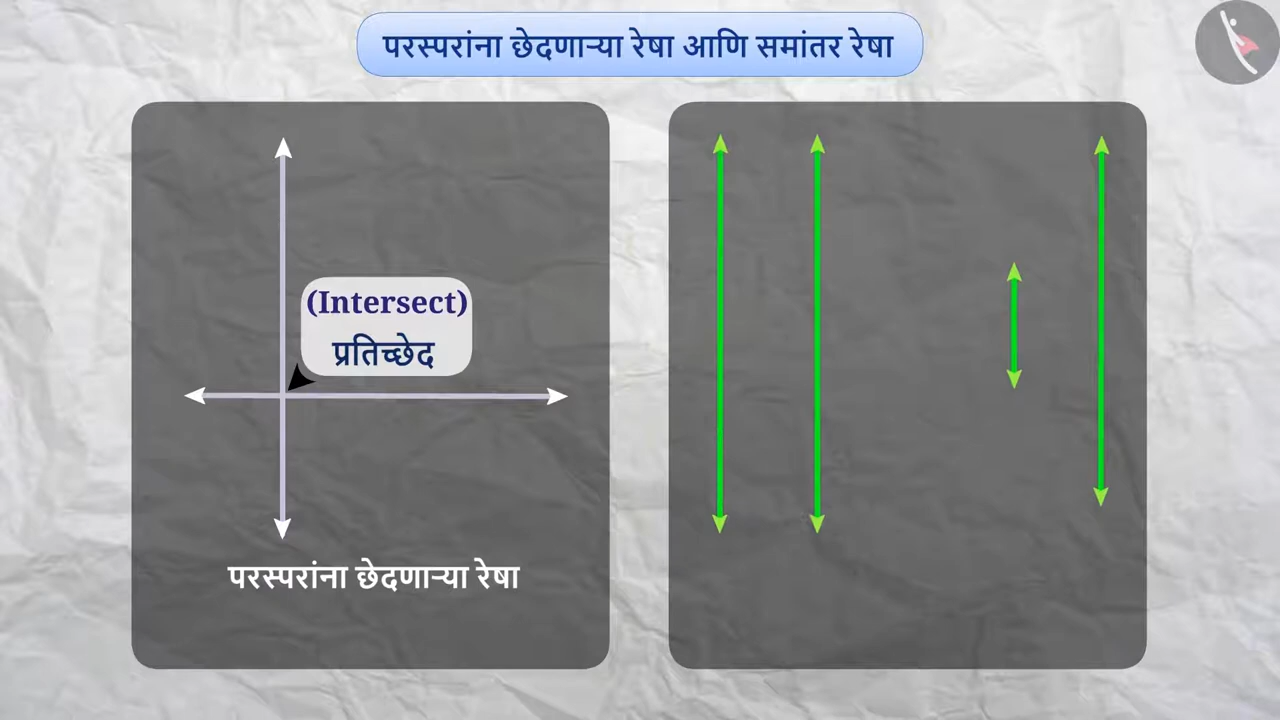 परस्परांना छेदणाऱ्या रेषा आणि समांतर रेषा
(Intersect)
प्रतिच्छेद
परस्परांना छेदणाऱ्या रेषा